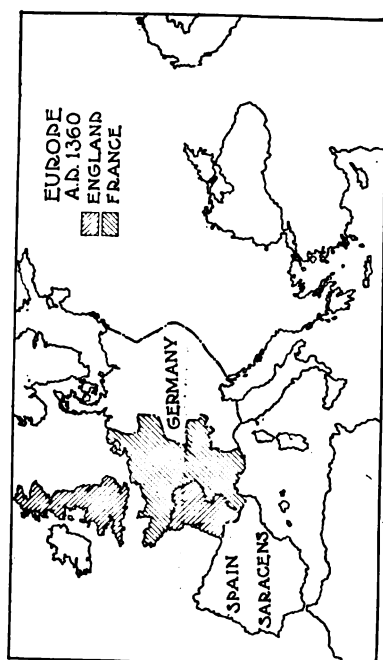 EUROPE
A.D. 1360
ENGLAND
FRANCE
GERMANY
SPAIN
SARACENS